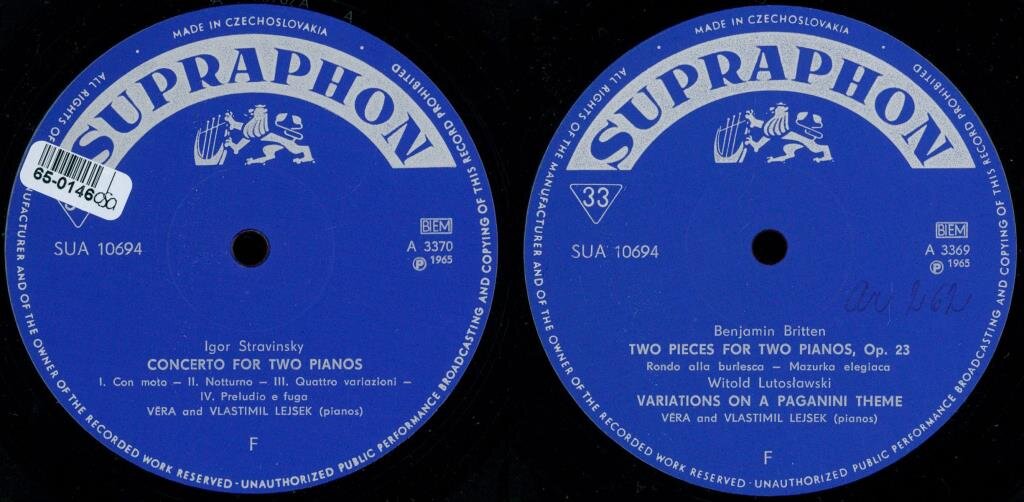 MADE IN CZECHOSLOVAKIA
SUPRAPHON
65-0146
SUA 10694
BIEM
A 3370
Ⓟ 1965
Igor Stravinsky
CONCERTO FOR TWO PIANOS
I. Con moto – II. Notturno – III. Quattro variazioni –
IV. Preludio e fuga
VĚRA and VLASTIMIL LEJSEK (pianos)
F
ALL RIGHTS OF MANUFACTURER AND OF THE OWNER OF THE RECORDED WORK RESERVED · UNAUTHORIZED PUBLIC PERFORMANCE BROADCASTING AND COPYING OF THIS RECORD PROHIBITED
MADE IN CZECHOSLOVAKIA
SUPRAPHON
33
SUA 10694
BIEM
A 3369
Ⓟ 1965
Benjamin Britten
TWO PIECES FOR TWO PIANOS, Op. 23
Rondo alla burlesca – Mazurka elegiaca
Witold Lutosławski
VARIATIONS ON A PAGANINI THEME
VĚRA and VLASTIMIL LEJSEK (pianos)
F
ALL RIGHTS OF THE MANUFACTURER AND OF THE OWNER OF THE RECORDED WORK RESERVED · UNAUTHORIZED PUBLIC PERFORMANCE BROADCASTING AND COPYING OF THIS RECORD PROHIBITED